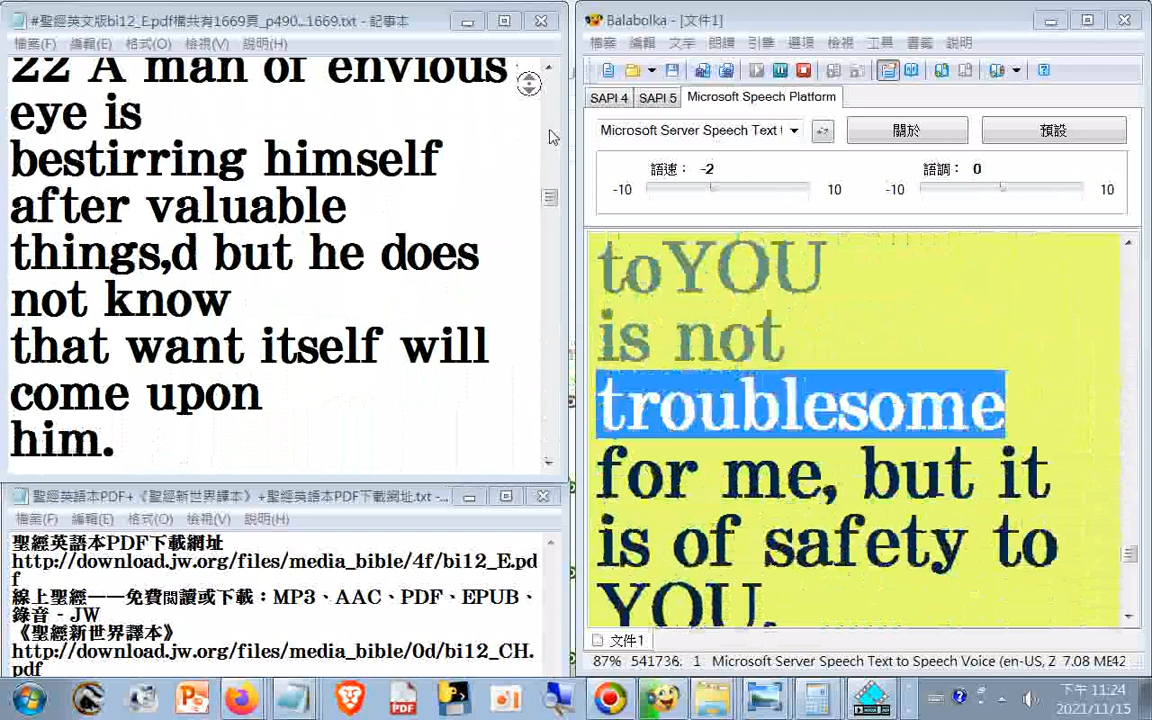 #聖經英文版bi12_E.pdf檔共有1669頁_p490...1669.txt - 記事本
檔案(F) 編輯(E) 格式(O) 檢視(V) 說明(H)
22 A man of envious
eye is
bestirring himself
after valuable
things,d but he does
not know
that want itself will
come upon
him.
聖經英語本PDF+《聖經新世界譯本》+聖經英語本PDF下載網址.txt -...
檔案(F) 編輯(E) 格式(O) 檢視(V) 說明(H)
聖經英語本PDF下載網址
http://download.jw.org/files/media_bible/4f/bi12_E.pd
f
線上聖經——免費閱讀或下載：MP3、AAC、PDF、EPUB、
錄音 - JW
《聖經新世界譯本》
http://download.jw.org/files/media_bible/0d/bi12_CH.
pdf
Balabolka - [文件1]
檔案 編輯 文字 朗讀 引擎 選項 檢視 工具 書籤 說明
SAPI 4 SAPI 5 Microsoft Speech Platform
Microsoft Server Speech Text 關於 預設
語速： -2 語調： 0
-10 10 -10 10
to YOU
is not
troublesome
for me, but it
is of safety to
YOU.
文件1
87% 541736: 1 Microsoft Server Speech Text to Speech Voice (en-US, Z 7.08 ME42
下午 11:24
2021/11/15